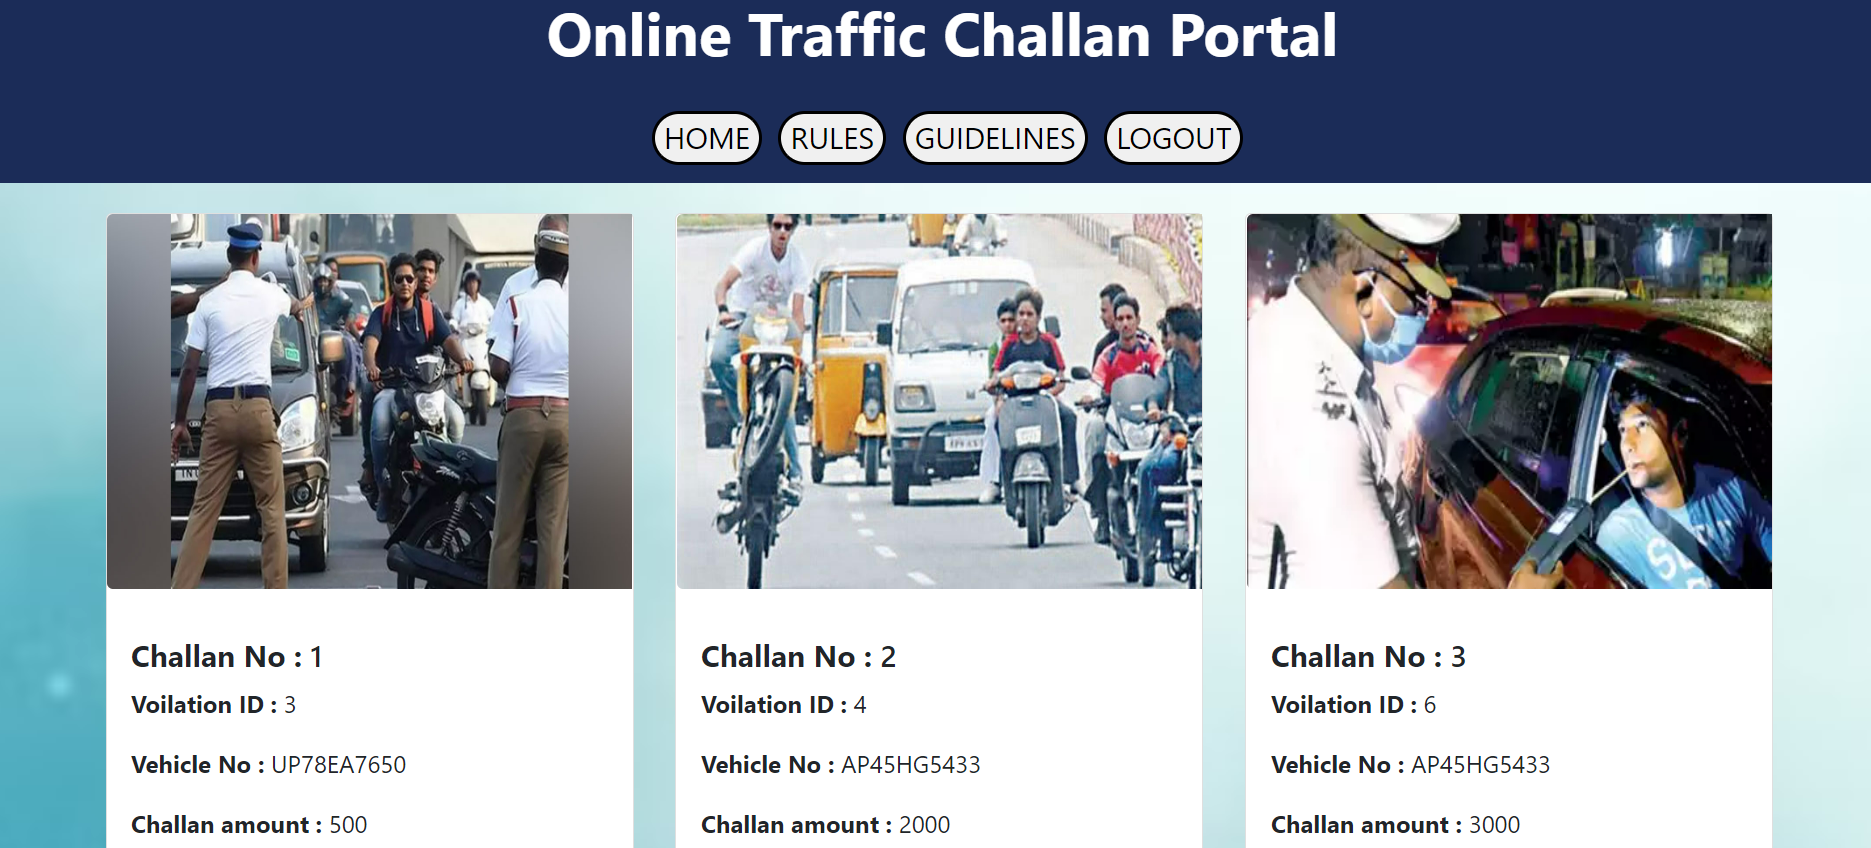 Online Traffic Challan Portal
HOME RULES GUIDELINES LOGOUT
Challan No : 1
Voilation ID : 3
Vehicle No : UP78EA7650
Challan amount : 500
Challan No : 2
Voilation ID : 4
Vehicle No : AP45HG5433
Challan amount : 2000
Challan No : 3
Voilation ID : 6
Vehicle No : AP45HG5433
Challan amount : 3000